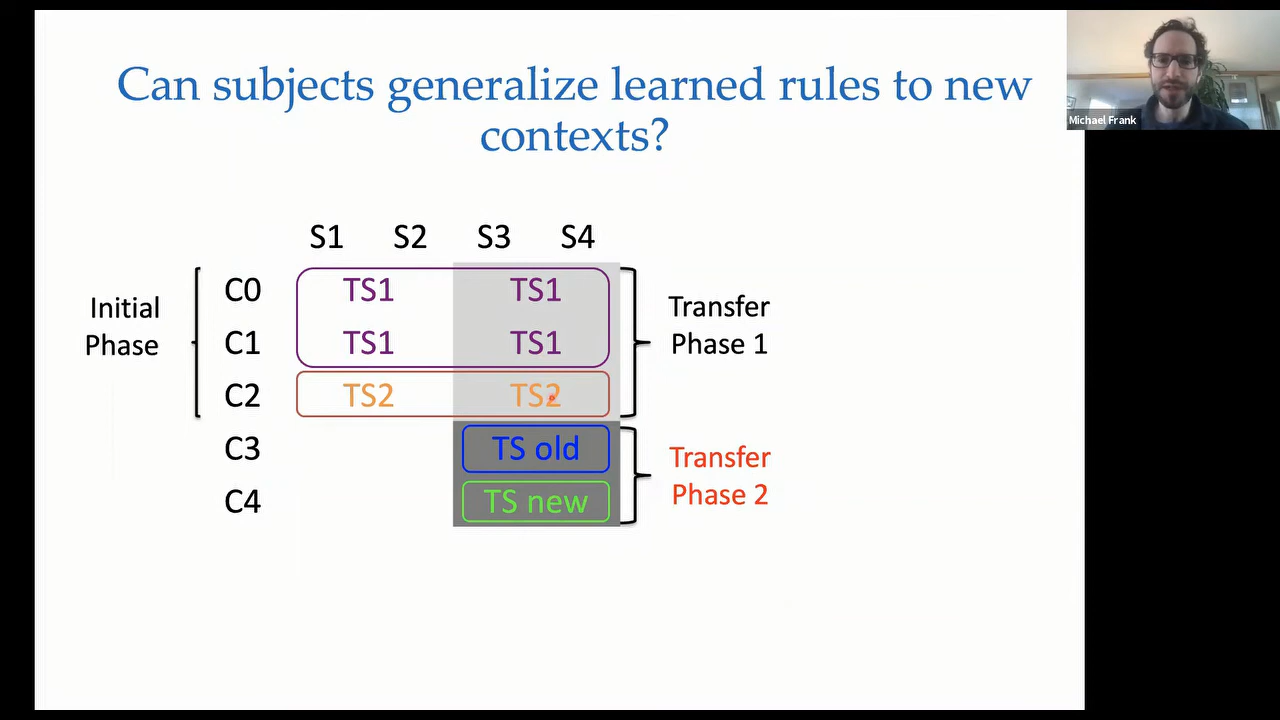 Can subjects generalize learned rules to new
contexts?
Michael Frank
S1 S2 S3 S4
Initial
Phase
C0 TS1 TS1
C1 TS1 TS1
C2 TS2 TS2
Transfer
Phase 1
C3 TS old
C4 TS new
Transfer
Phase 2